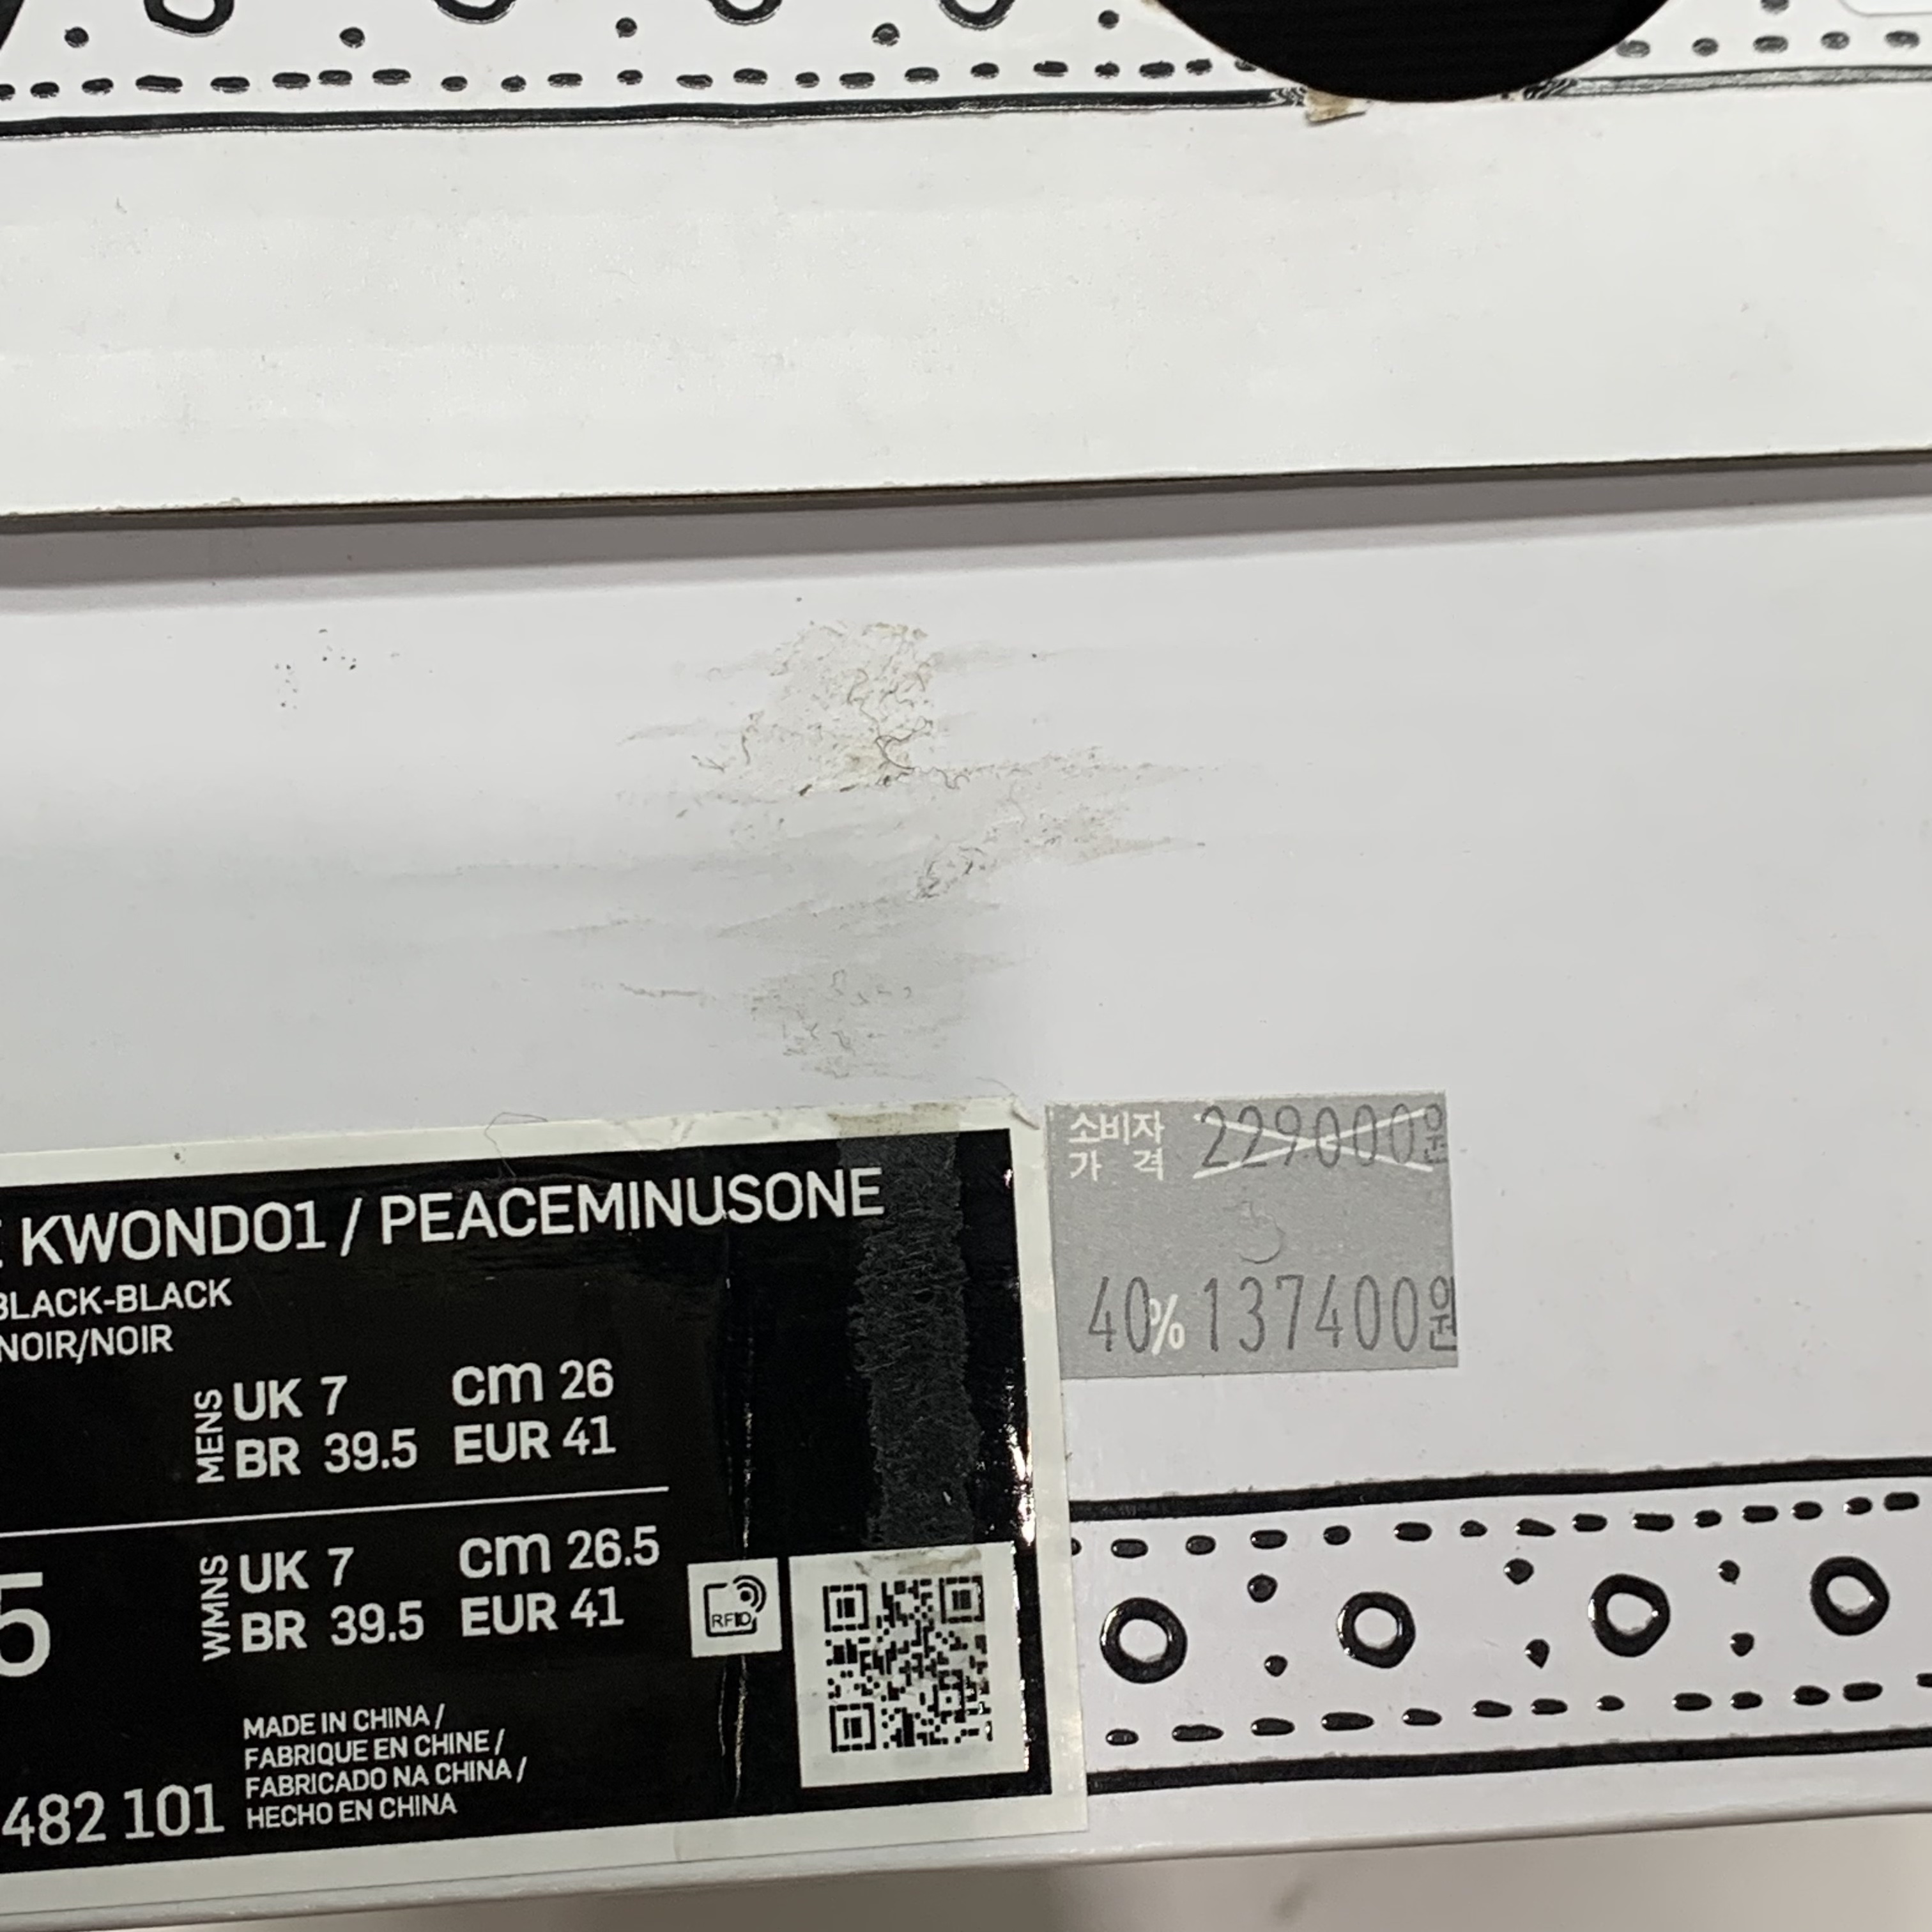 KWONDO1 / PEACEMINUSONE
BLACK-BLACK
NOIR/NOIR
MENS
UK 7 cm 26
BR 39.5 EUR 41
WMNS
UK 7 cm 26.5
BR 39.5 EUR 41
5
RFID
MADE IN CHINA /
FABRIQUE EN CHINE /
FABRICADO NA CHINA /
HECHO EN CHINA
482 101
소비자
가 격
229000원
40% 137400원